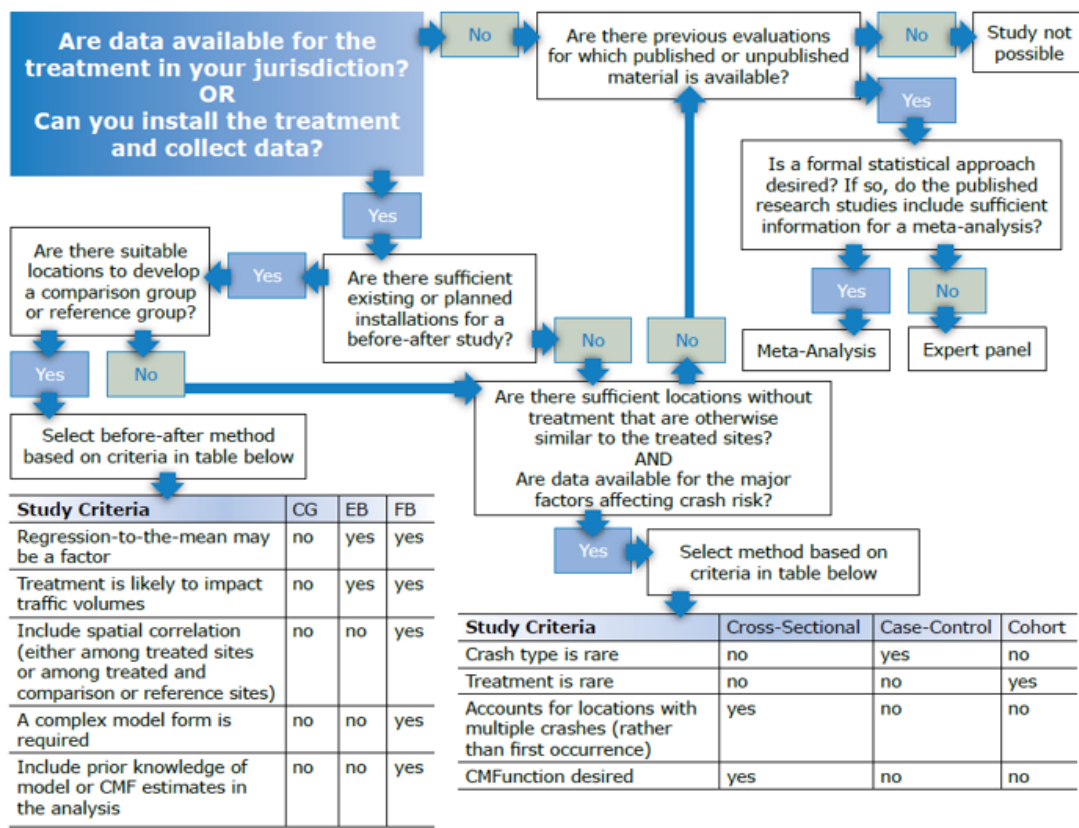 Are data available for the
treatment in your jurisdiction?
OR
Can you install the treatment
and collect data?
No
Are there previous evaluations
for which published or unpublished
material is available?
No
Study not
possible
Yes
Is a formal statistical approach
desired? If so, do the published
research studies include sufficient
information for a meta-analysis?
Yes
No
Meta-Analysis
Expert panel
Yes
Are there sufficient
existing or planned
installations for a
before-after study?
Yes
Are there suitable
locations to develop
a comparison group
or reference group?
No
No
Yes
No
Are there sufficient locations without
treatment that are otherwise
similar to the treated sites?
AND
Are data available for the major
factors affecting crash risk?
Select before-after method
based on criteria in table below
Yes
Select method based on
criteria in table below
Study Criteria CG EB FB
Regression-to-the-mean may no yes yes
be a factor
Treatment is likely to impact no yes yes
traffic volumes
Include spatial correlation no no yes
(either among treated sites
or among treated and
comparison or reference sites)
A complex model form is no no yes
required
Include prior knowledge of no no yes
model or CMF estimates in
the analysis
Study Criteria Cross-Sectional Case-Control Cohort
Crash type is rare no yes no
Treatment is rare no no yes
Accounts for locations with yes no no
multiple crashes (rather
than first occurrence)
CMFunction desired yes no no